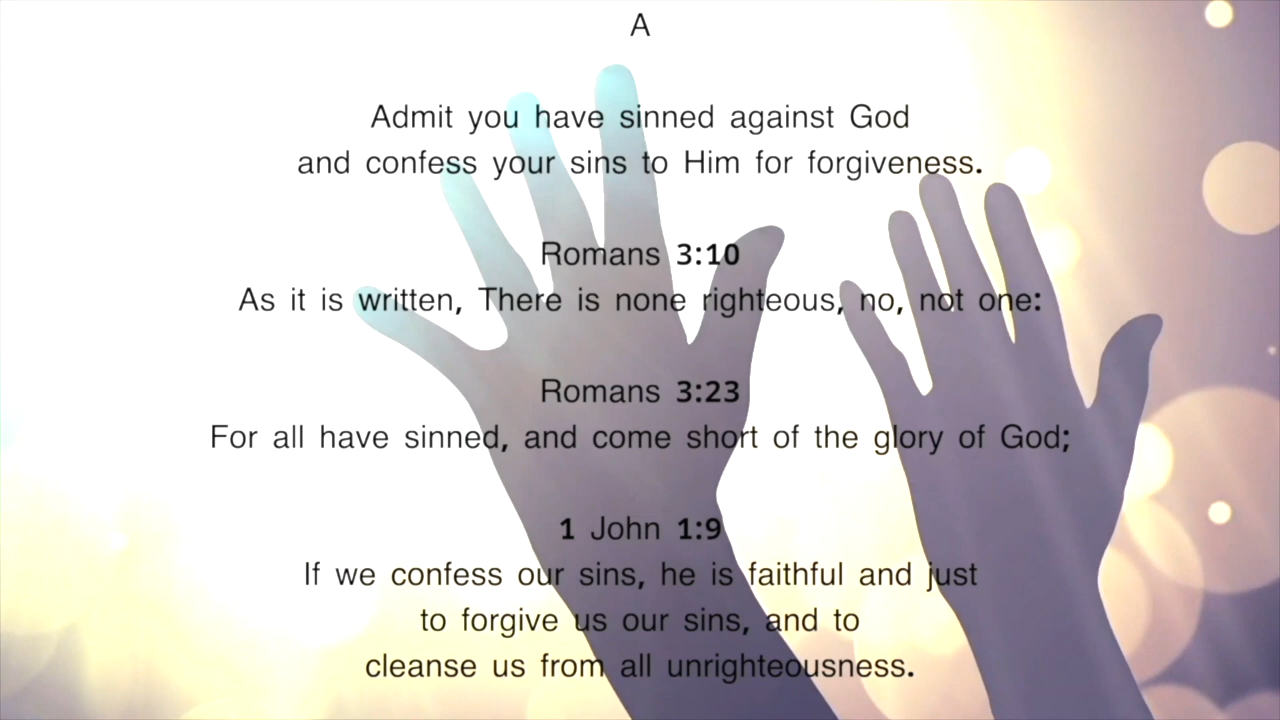 A
Admit you have sinned against God
and confess your sins to Him for forgiveness.
Romans 3:10
As it is written, There is none righteous, no, not one:
Romans 3:23
For all have sinned, and come short of the glory of God;
1 John 1:9
If we confess our sins, he is faithful and just
to forgive us our sins, and to
cleanse us from all unrighteousness.